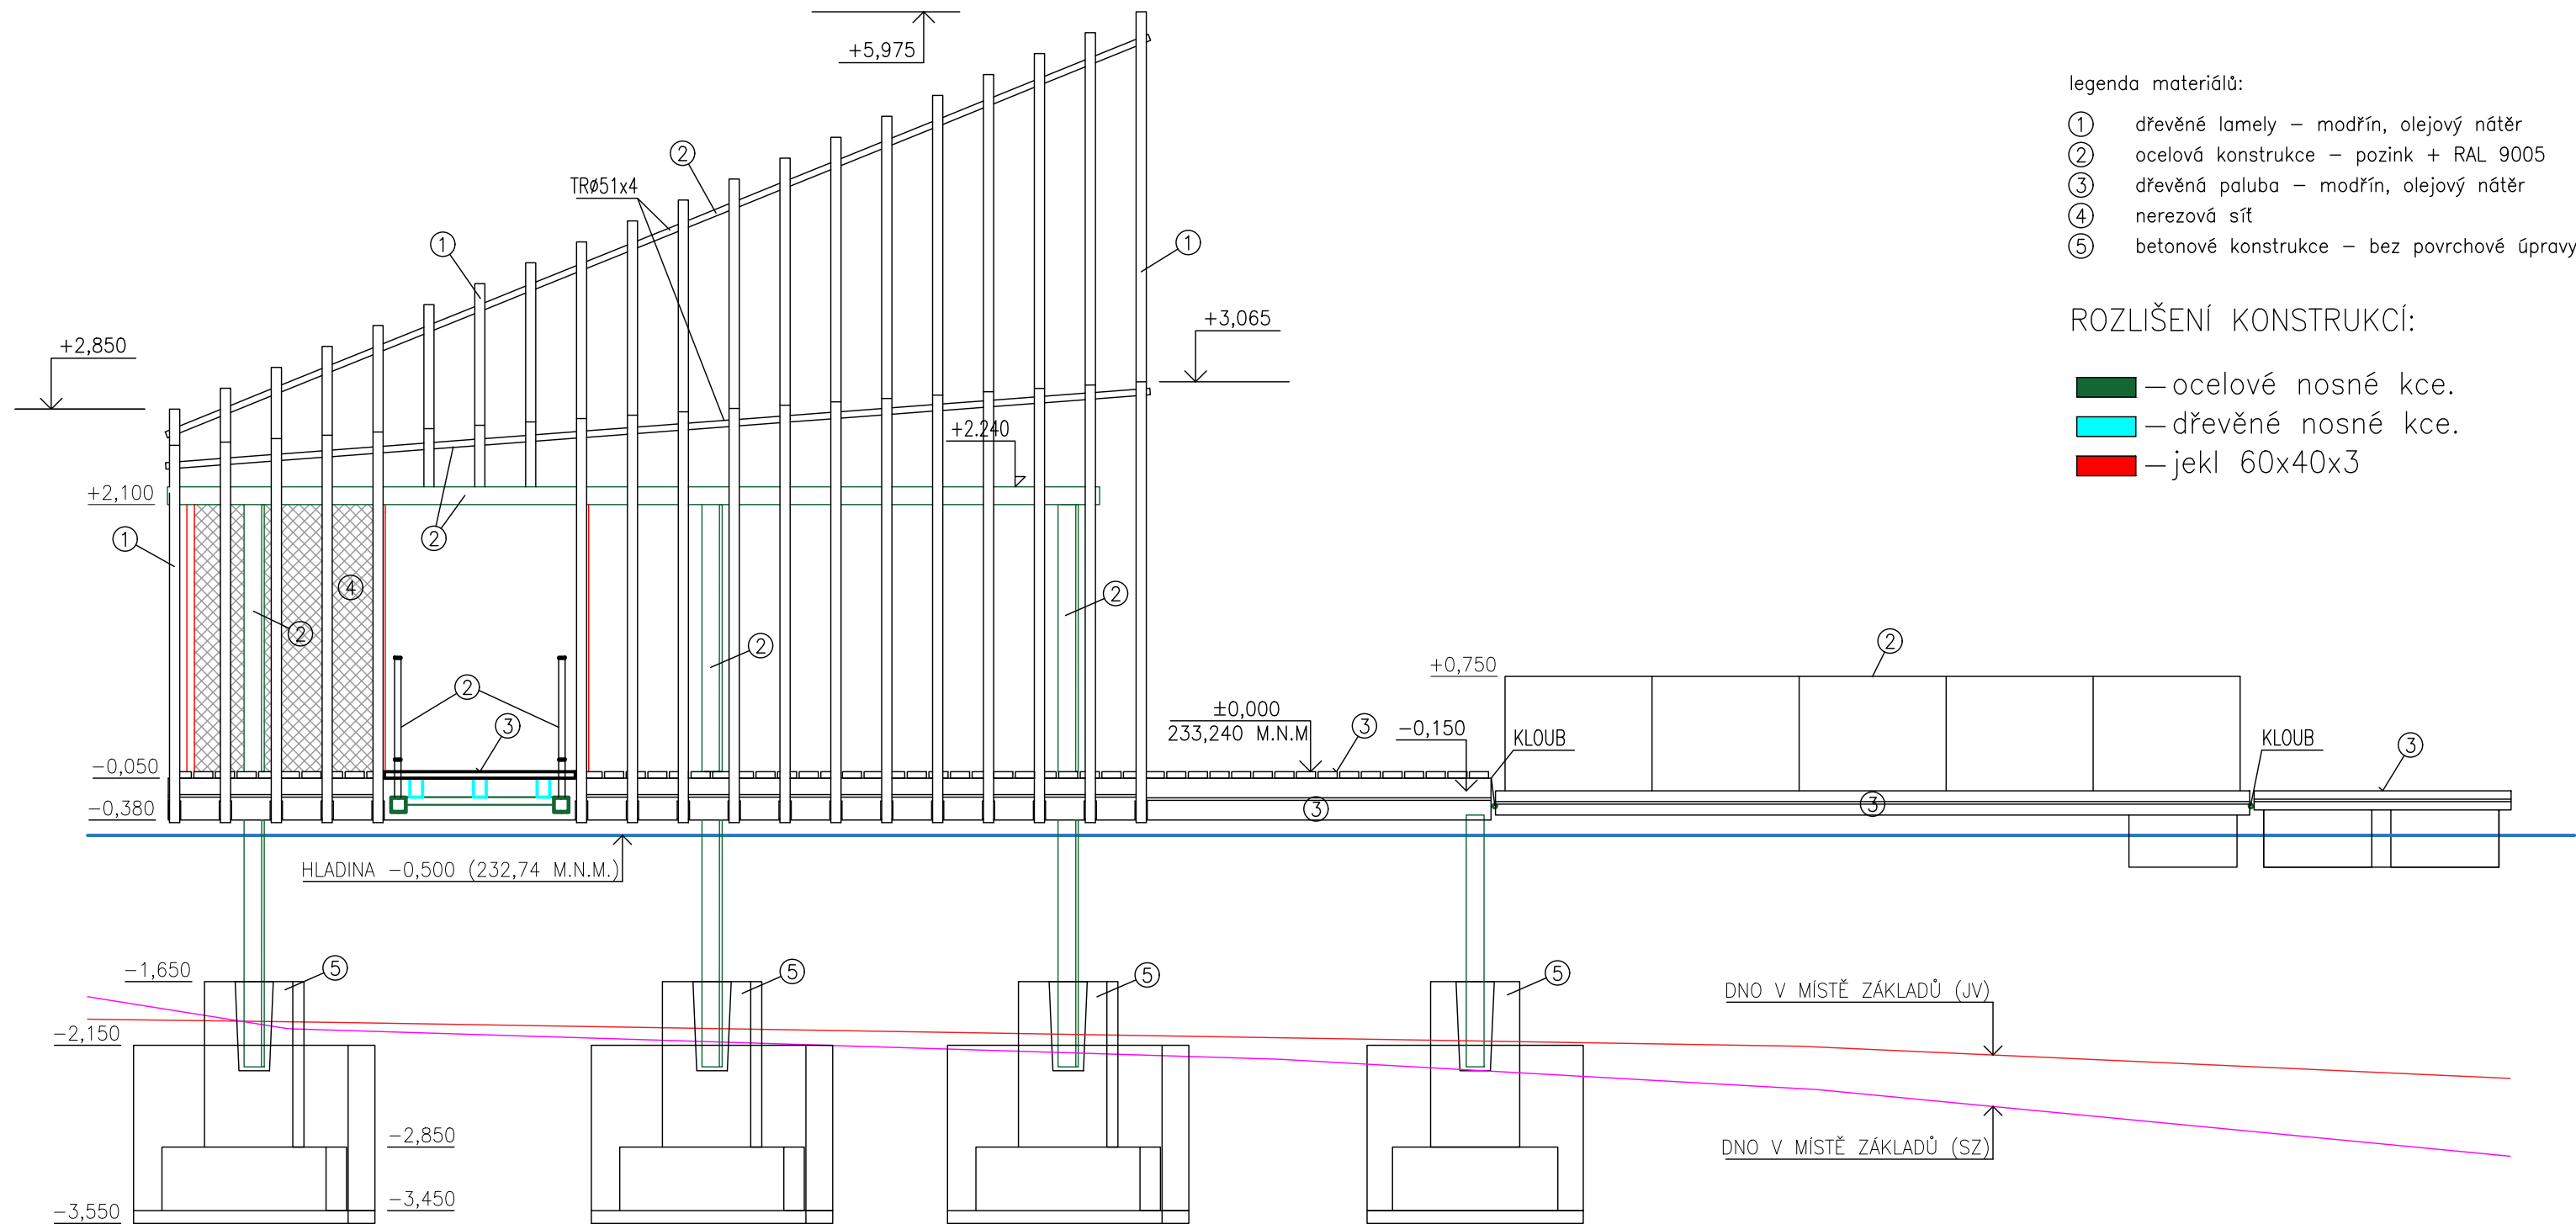 +5,975
legenda materiálů:
1 dřevěné lamely – modřín, olejový nátěr
2 ocelová konstrukce – pozink + RAL 9005
3 dřevěná paluba – modřín, olejový nátěr
4 nerezová síť
5 betonové konstrukce – bez povrchové úpravy
ROZLIŠENÍ KONSTRUKCÍ:
– ocelové nosné kce.
– dřevěné nosné kce.
– jekl 60x40x3
2
TRø51x4
1
1
+3,065
+2,850
+2.240
+2,100
1
2
4
2
2
2
2
3
+0,750
2
±0,000
233,240 M.N.M
3
−0,150
KLOUB
KLOUB
3
−0,050
−0,380
3
3
HLADINA −0,500 (232,74 M.N.M.)
−1,650
5
5
5
5
DNO V MÍSTĚ ZÁKLADŮ (JV)
−2,150
−2,850
DNO V MÍSTĚ ZÁKLADŮ (SZ)
−3,450
−3,550